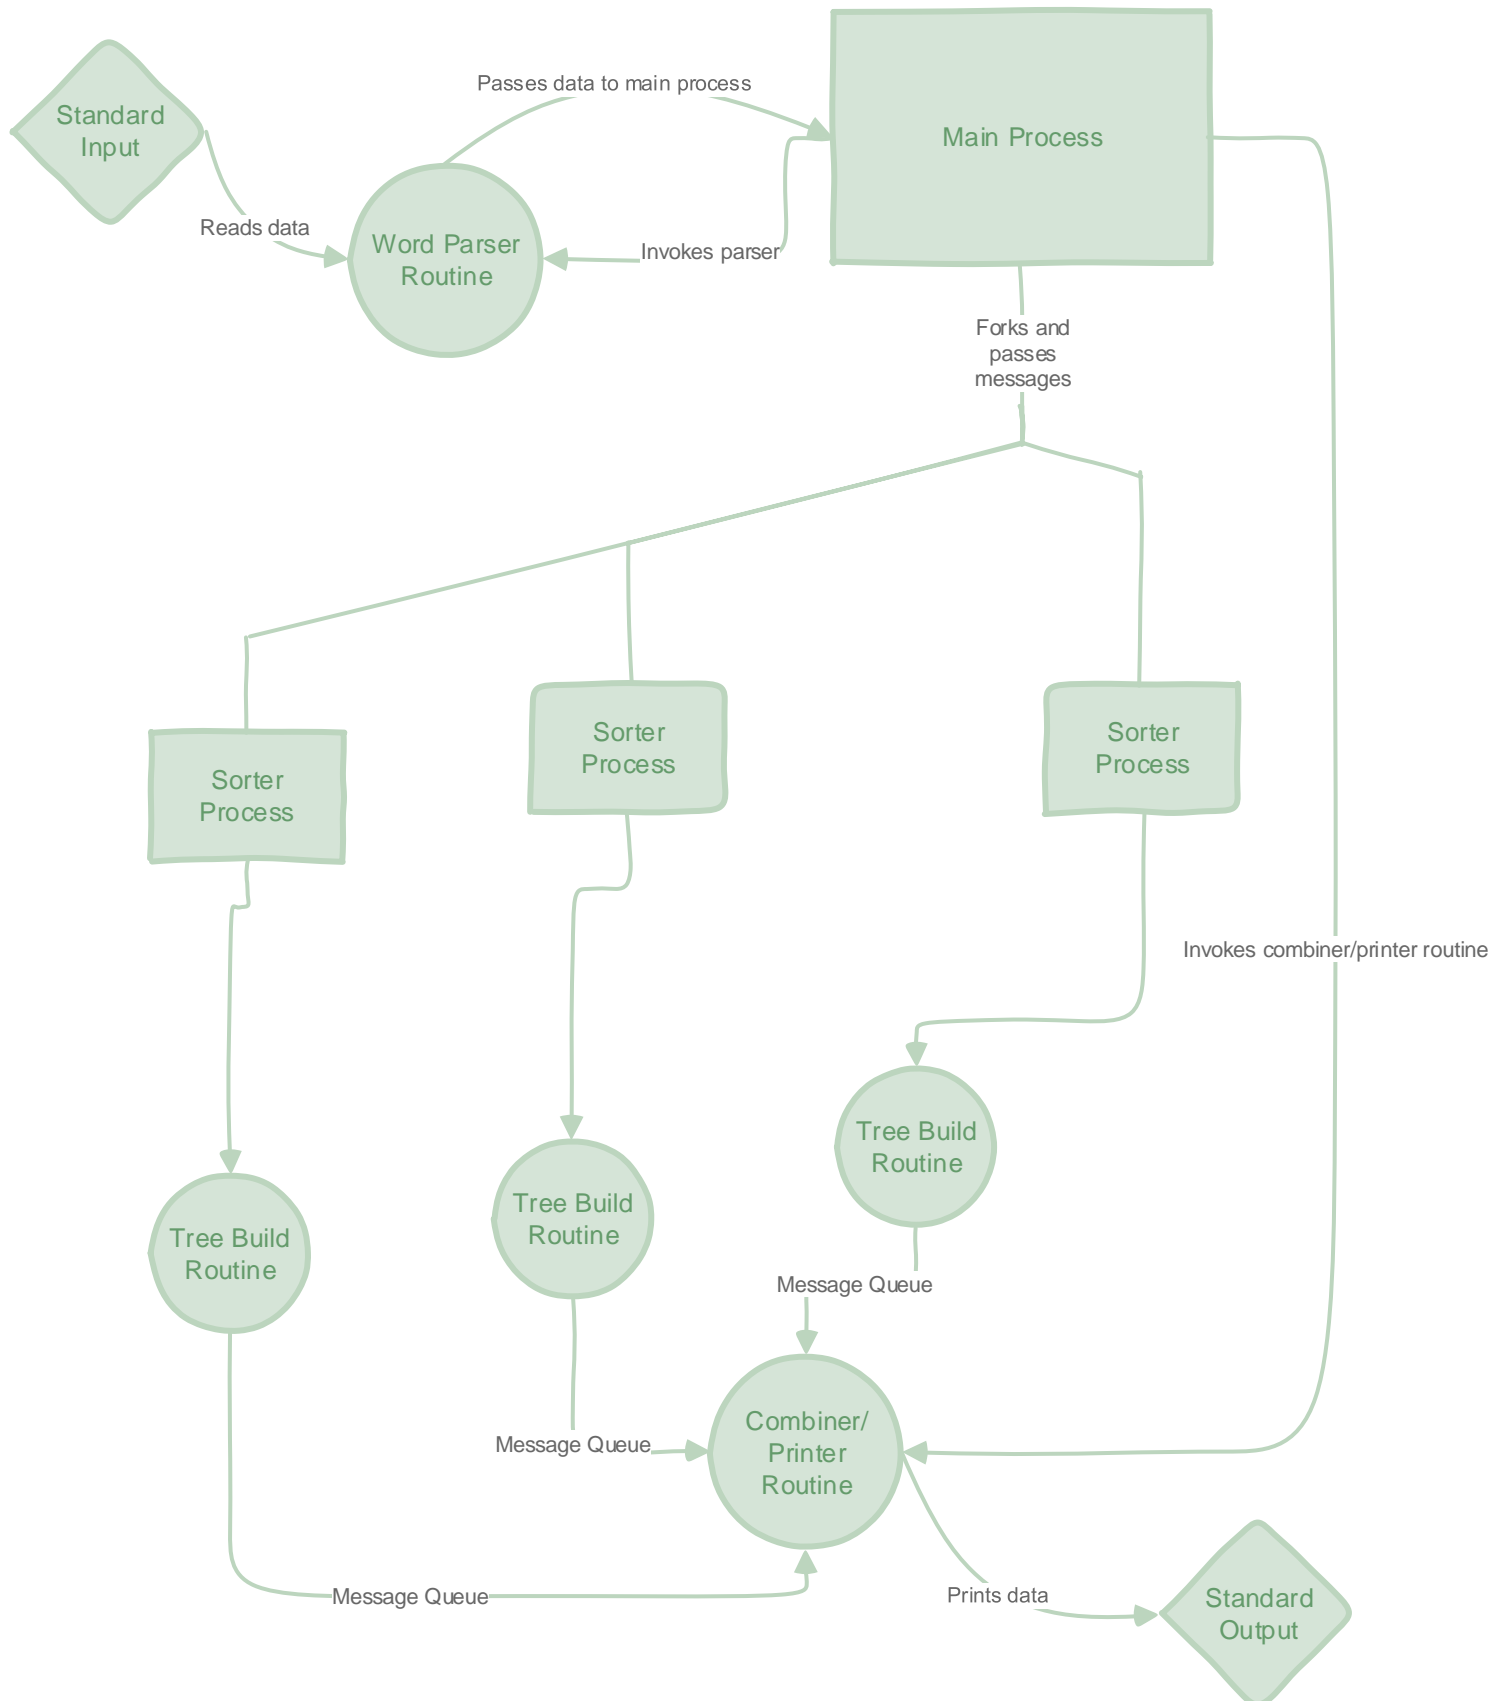 Passes data to main process
Standard
Input
Main Process
Reads data
Word Parser
Routine
Invokes parser
Forks and
passes
messages
Sorter
Process
Sorter
Process
Sorter
Process
Invokes combiner/printer routine
Tree Build
Routine
Tree Build
Routine
Tree Build
Routine
Message Queue
Message Queue
Combiner/
Printer
Routine
Message Queue
Prints data
Standard
Output